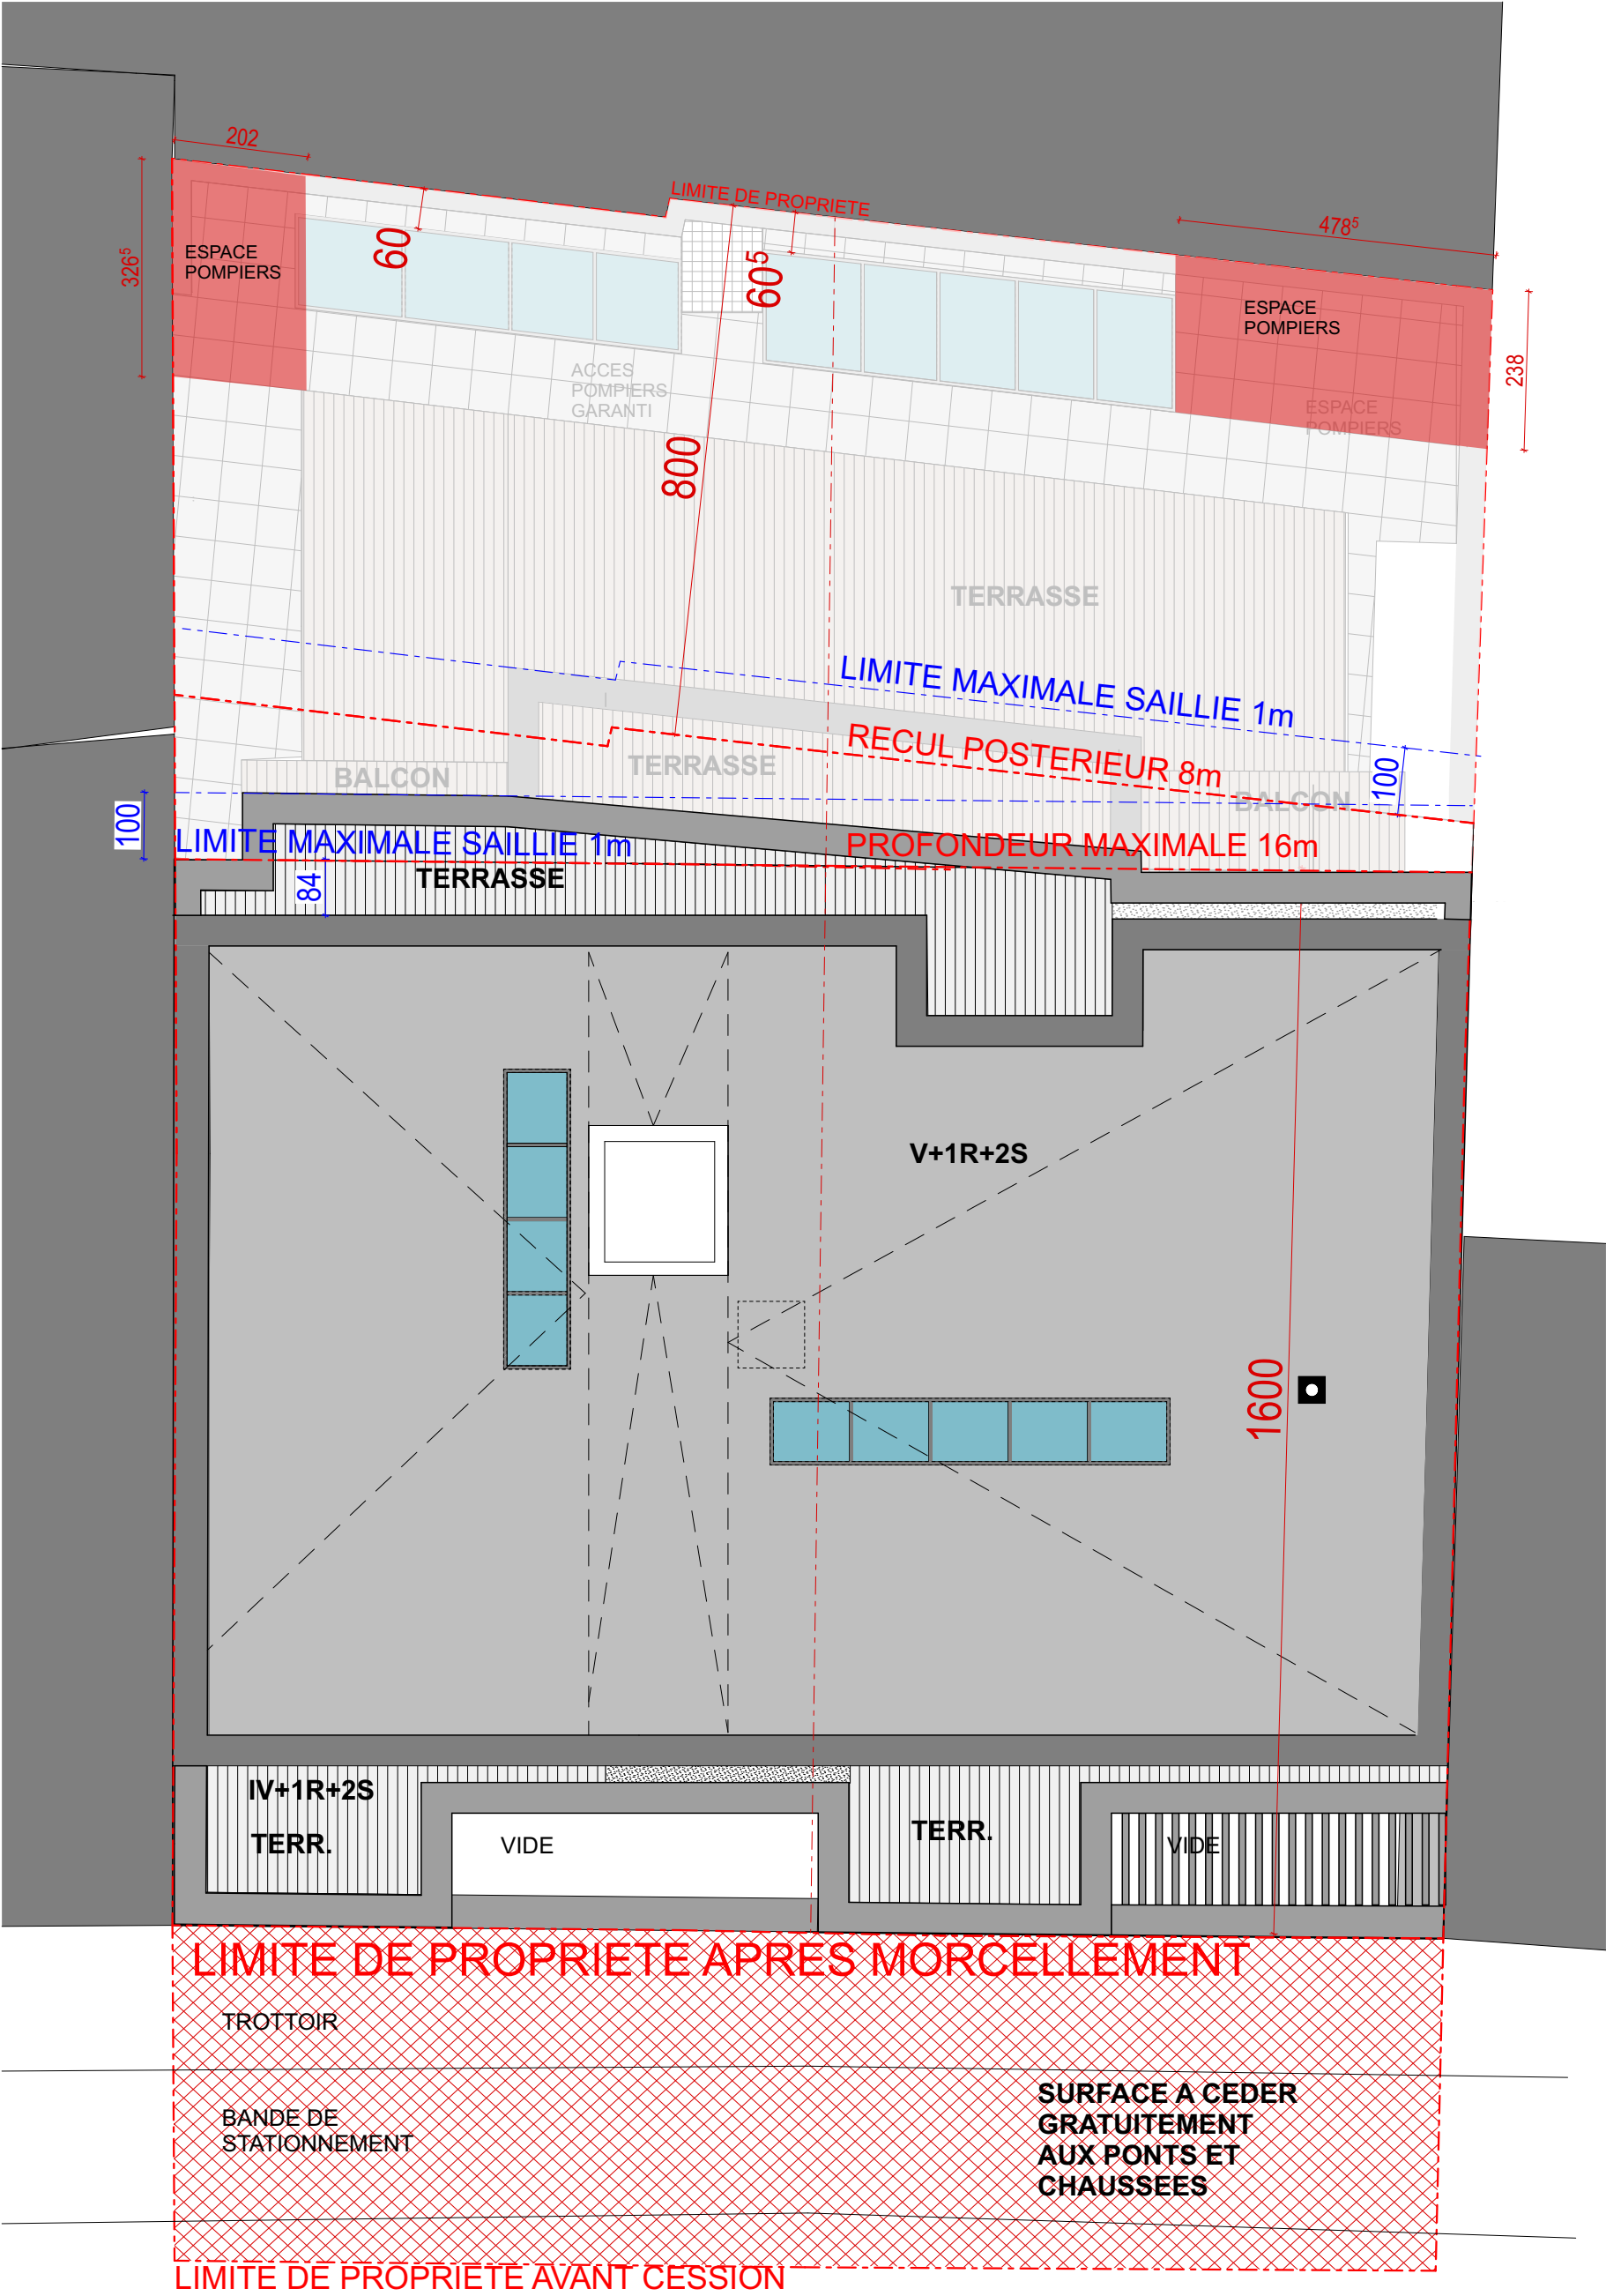 202
LIMITE DE PROPRIETE
478⁵
326⁵
ESPACE
POMPIERS
60
60⁵
ESPACE
POMPIERS
238
ACCES
POMPIERS
GARANTI
ESPACE
POMPIERS
800
TERRASSE
LIMITE MAXIMALE SAILLIE 1m
RECUL POSTERIEUR 8m
TERRASSE
BALCON
100
BALCON
100
LIMITE MAXIMALE SAILLIE 1m
PROFONDEUR MAXIMALE 16m
84
TERRASSE
V+1R+2S
1600
IV+1R+2S
TERR.
VIDE
TERR.
VIDE
LIMITE DE PROPRIETE APRES MORCELLEMENT
TROTTOIR
BANDE DE
STATIONNEMENT
SURFACE A CEDER
GRATUITEMENT
AUX PONTS ET
CHAUSSEES
LIMITE DE PROPRIETE AVANT CESSION